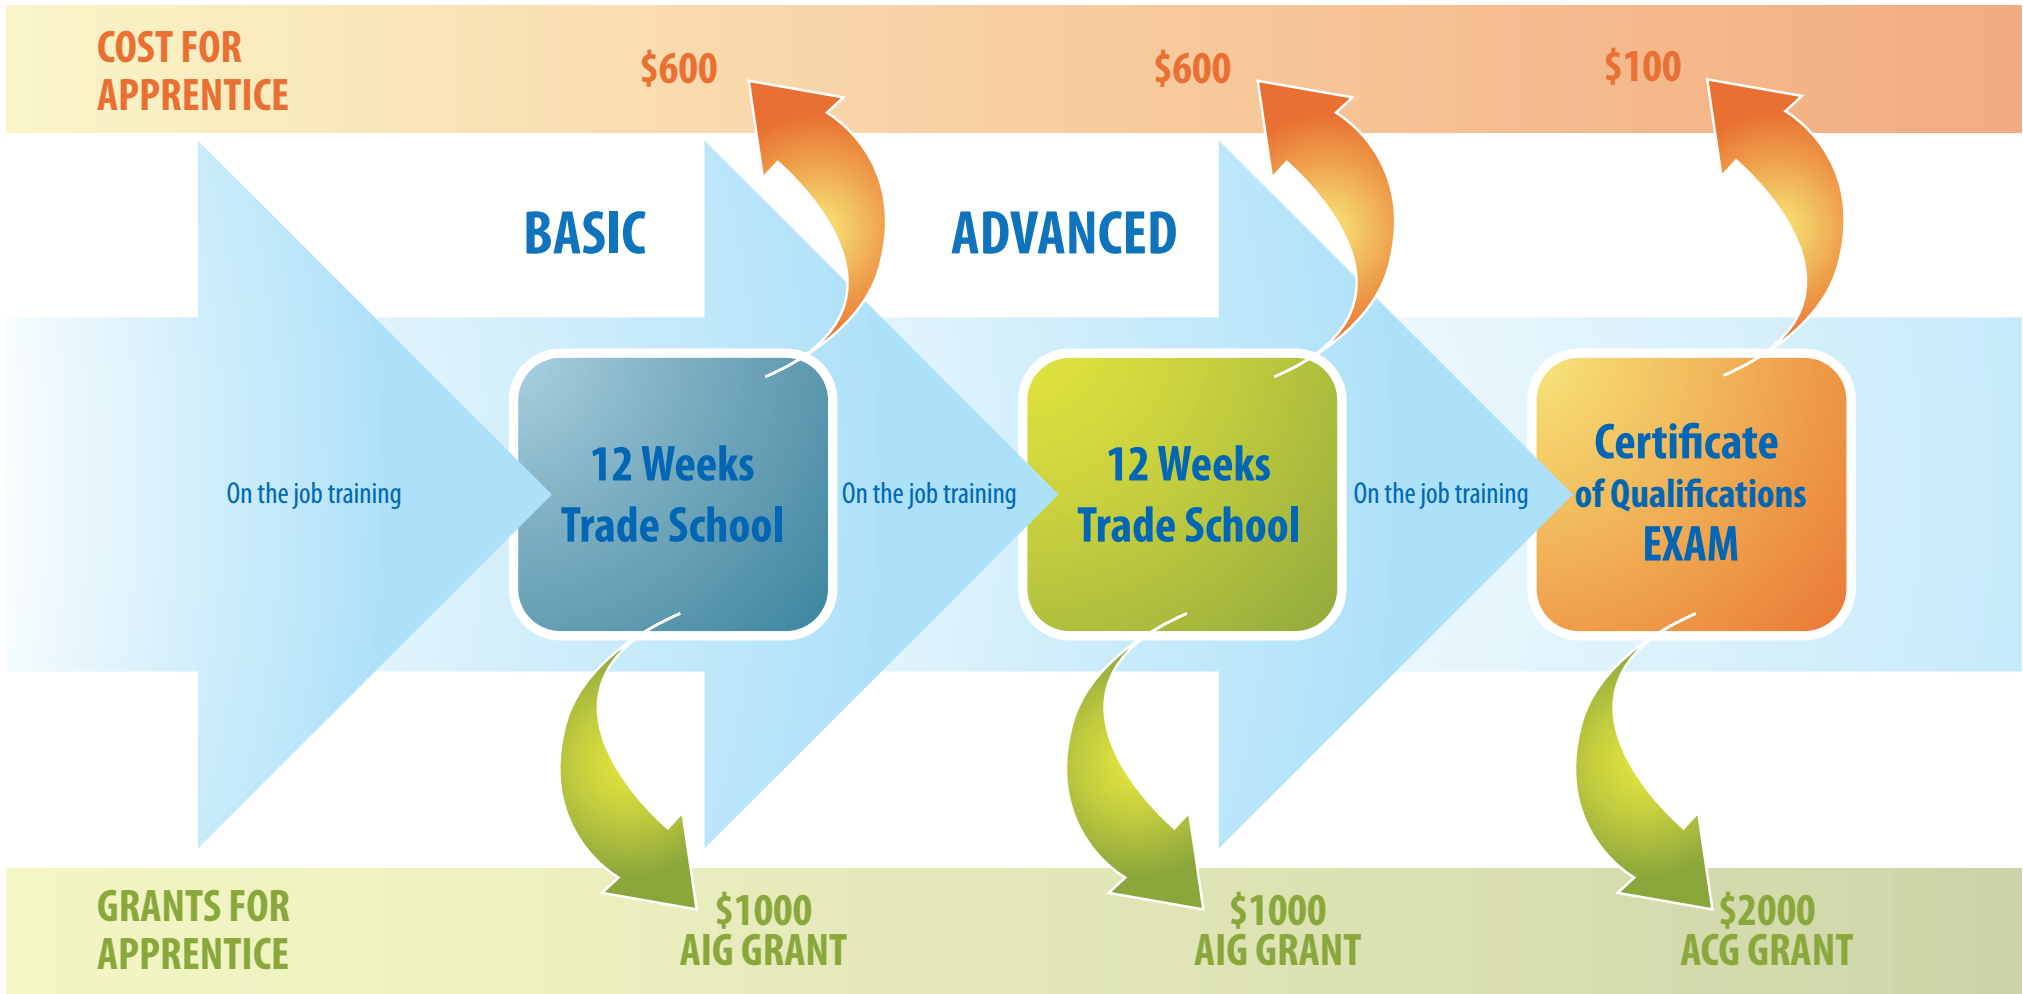 COST FOR
APPRENTICE
$600
$600
$100
BASIC
ADVANCED
On the job training
12 Weeks
Trade School
On the job training
12 Weeks
Trade School
On the job training
Certificate
of Qualifications
EXAM
GRANTS FOR
APPRENTICE
$1000
AIG GRANT
$1000
AIG GRANT
$2000
ACG GRANT